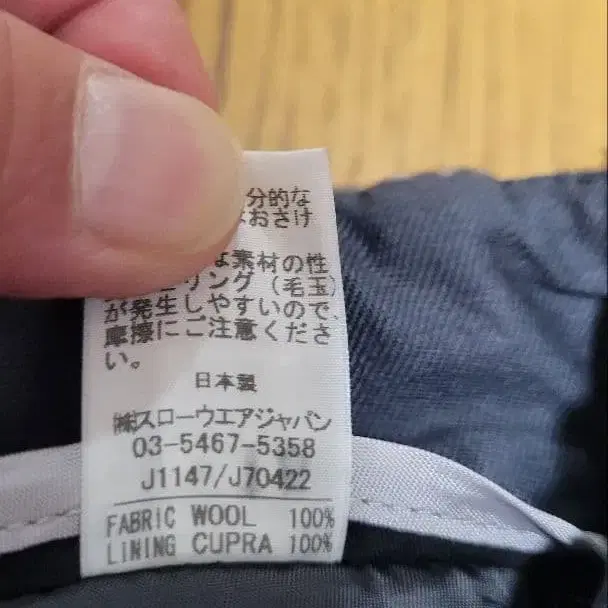 分的な
おさけ
な素材の性
リング(毛玉)
が発生しやすいので、
摩擦にご注意くださ
い。
日本製
㈱スローウエアジャパン
03-5467-5358
J1147/J70422
FABRIC WOOL 100%
LINING CUPRA 100%